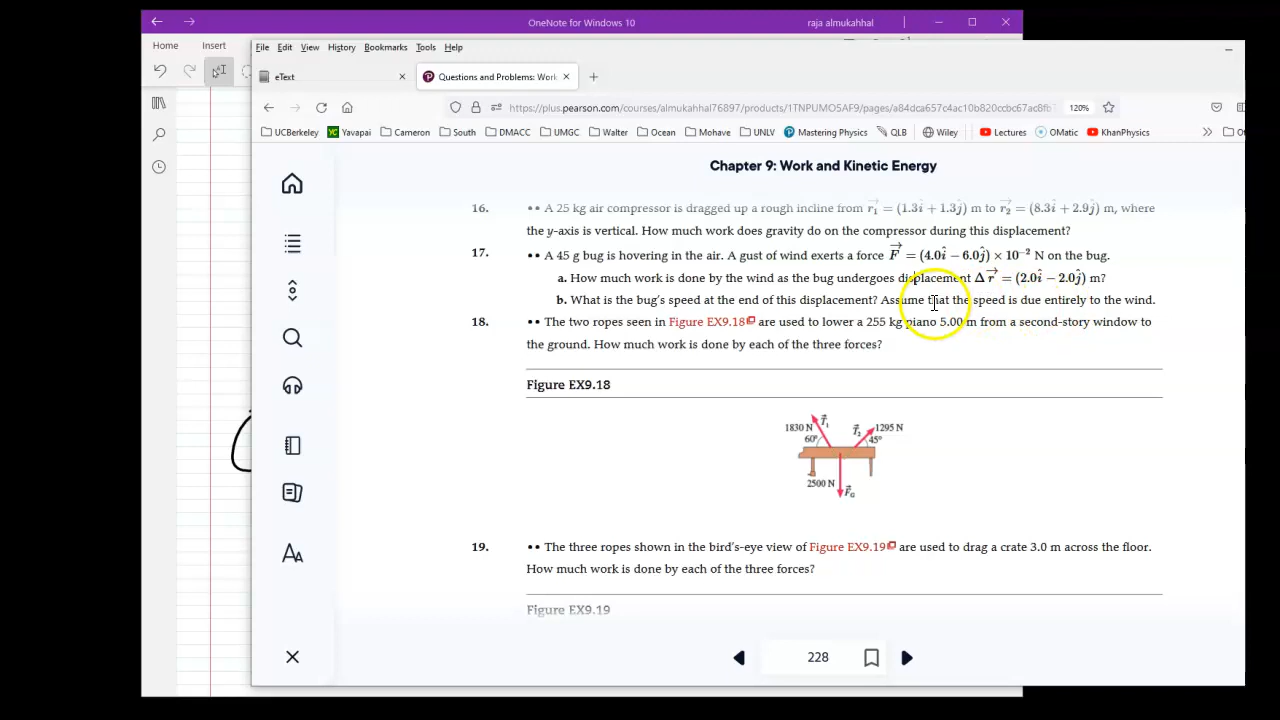 OneNote for Windows 10
raja almukahhal
Home Insert
File Edit View History Bookmarks Tools Help
eText
Questions and Problems: Work
https://plus.pearson.com/courses/almukahhal76897/products/1TNPUMO5AF9/pages/a84dca657c4ac10b820ccbc67ac8fb7
120%
UCBerkeley Yavapai Cameron South DMACC UMGC Walter Ocean Mohave UNLV Mastering Physics QLB Wiley Lectures OMatic KhanPhysics
Chapter 9: Work and Kinetic Energy
16. •• A 25 kg air compressor is dragged up a rough incline from r⃗₁ = (1.3î + 1.3ĵ) m to r⃗₂ = (8.3î + 2.9ĵ) m, where
the y-axis is vertical. How much work does gravity do on the compressor during this displacement?
17. •• A 45 g bug is hovering in the air. A gust of wind exerts a force F⃗ = (4.0î − 6.0ĵ) × 10⁻² N on the bug.
a. How much work is done by the wind as the bug undergoes displacement Δr⃗ = (2.0î − 2.0ĵ) m?
b. What is the bug's speed at the end of this displacement? Assume that the speed is due entirely to the wind.
18. •• The two ropes seen in Figure EX9.18 are used to lower a 255 kg piano 5.00 m from a second-story window to
the ground. How much work is done by each of the three forces?
Figure EX9.18
1830 N T⃗₁ T⃗₂ 1295 N
60° 45°
2500 N F⃗G
19. •• The three ropes shown in the bird's-eye view of Figure EX9.19 are used to drag a crate 3.0 m across the floor.
How much work is done by each of the three forces?
Figure EX9.19
228